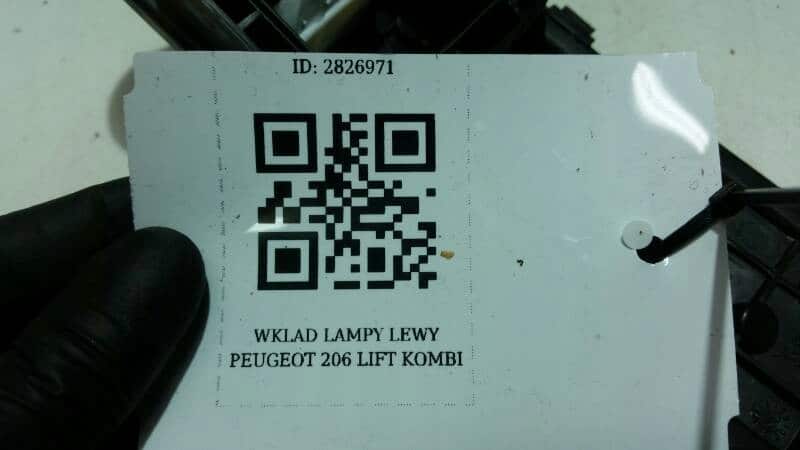 ID: 2826971
WKLAD LAMPY LEWY
PEUGEOT 206 LIFT KOMBI